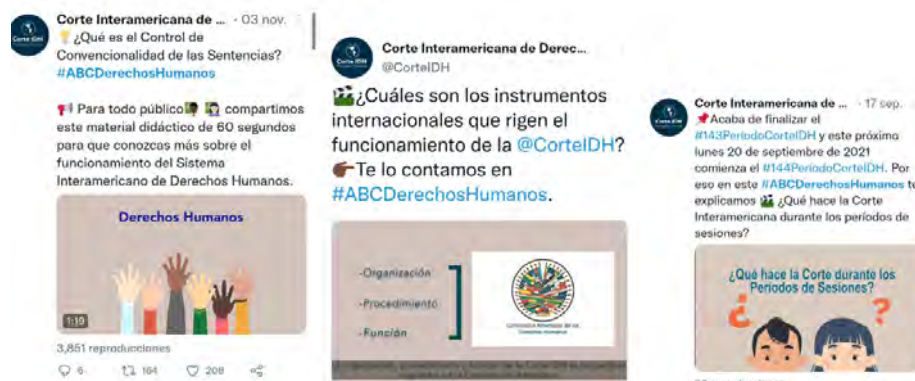 Corte Interamericana de ... · 03 nov.
¿Qué es el Control de
Convencionalidad de las Sentencias?
#ABCDerechosHumanos
Para todo público compartimos
este material didáctico de 60 segundos
para que conozcas más sobre el
funcionamiento del Sistema
Interamericano de Derechos Humanos.
Derechos Humanos
1:19
3,851 reproducciones
6 164 208
Corte IDH
Corte Interamericana de Derec...
@CorteIDH
¿Cuáles son los instrumentos
internacionales que rigen el
funcionamiento de la @CorteIDH?
Te lo contamos en
#ABCDerechosHumanos.
-Organización
-Procedimiento
-Función
Corte Interamericana de ... · 17 sep.
Acaba de finalizar el
#143PeriodoCorteIDH y este próximo
lunes 20 de septiembre de 2021
comienza el #144PeriodoCorteIDH. Por
eso en este #ABCDerechosHumanos te
explicamos ¿Qué hace la Corte
Interamericana durante los períodos de
sesiones?
¿Qué hace la Corte durante los
Períodos de Sesiones?